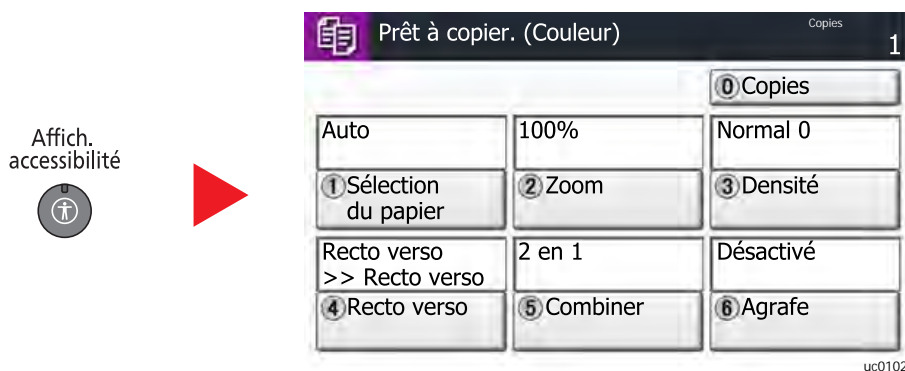 Affich.
accessibilité
Prêt à copier. (Couleur)
Copies
1
0 Copies
Auto
100%
Normal 0
1 Sélection
du papier
2 Zoom
3 Densité
Recto verso
>> Recto verso
2 en 1
Désactivé
4 Recto verso
5 Combiner
6 Agrafe
uc0102